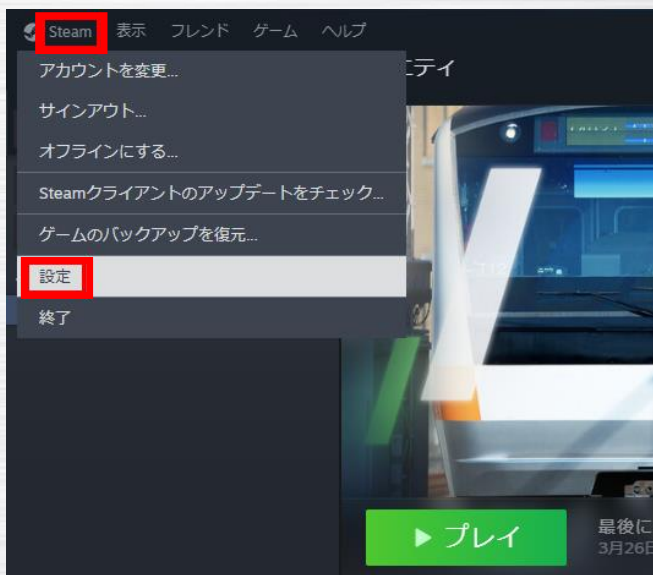 Steam 表示 フレンド ゲーム ヘルプ
アカウントを変更...
ニティ
サインアウト...
オフラインにする...
Steamクライアントのアップデートをチェック...
ゲームのバックアップを復元...
設定
終了
プレイ
最後に
3月26日